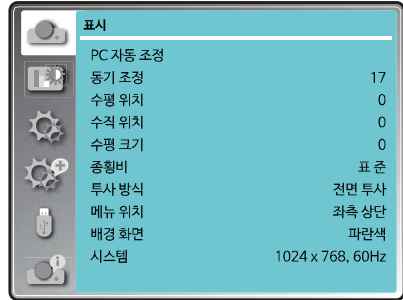 표시
PC 자동 조정
동기 조정 17
수평 위치 0
수직 위치 0
수평 크기 0
종횡비 표 준
투사 방식 전면 투사
메뉴 위치 좌측 상단
배경 화면 파란색
시스템 1024 x 768, 60Hz